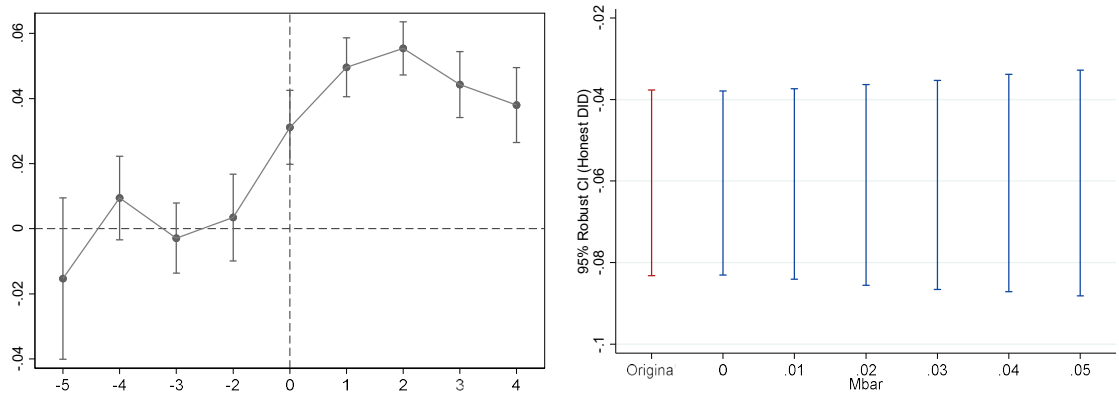 .06
.04
.02
0
-.02
-.04
-5 -4 -3 -2 0 1 2 3 4
95% Robust CI (Honest DID)
-.02
-.04
-.06
-.08
-.1
Origina 0 .01 .02 .03 .04 .05
Mbar